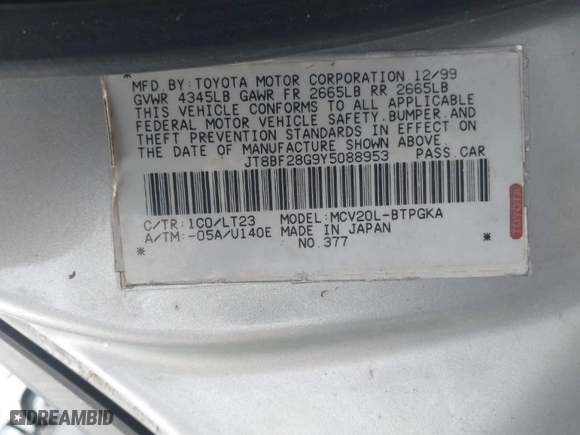 MFD.BY:TOYOTA MOTOR CORPORATION 12/99
GVWR 4345LB GAWR FR 2665LB RR 2665LB
THIS VEHICLE CONFORMS TO ALL APPLICABLE
FEDERAL MOTOR VEHICLE SAFETY,BUMPER,AND
THEFT PREVENTION STANDARDS IN EFFECT ON
THE DATE OF MANUFACTURE SHOWN ABOVE.
JT8BF28G9Y5088953 PASS.CAR
C/TR:1C0/LT23 MODEL:MCV20L-BTPGKA
A/TM:-05A/U140E MADE IN JAPAN
* NO.377 *
TOYOTA
DREAMBID